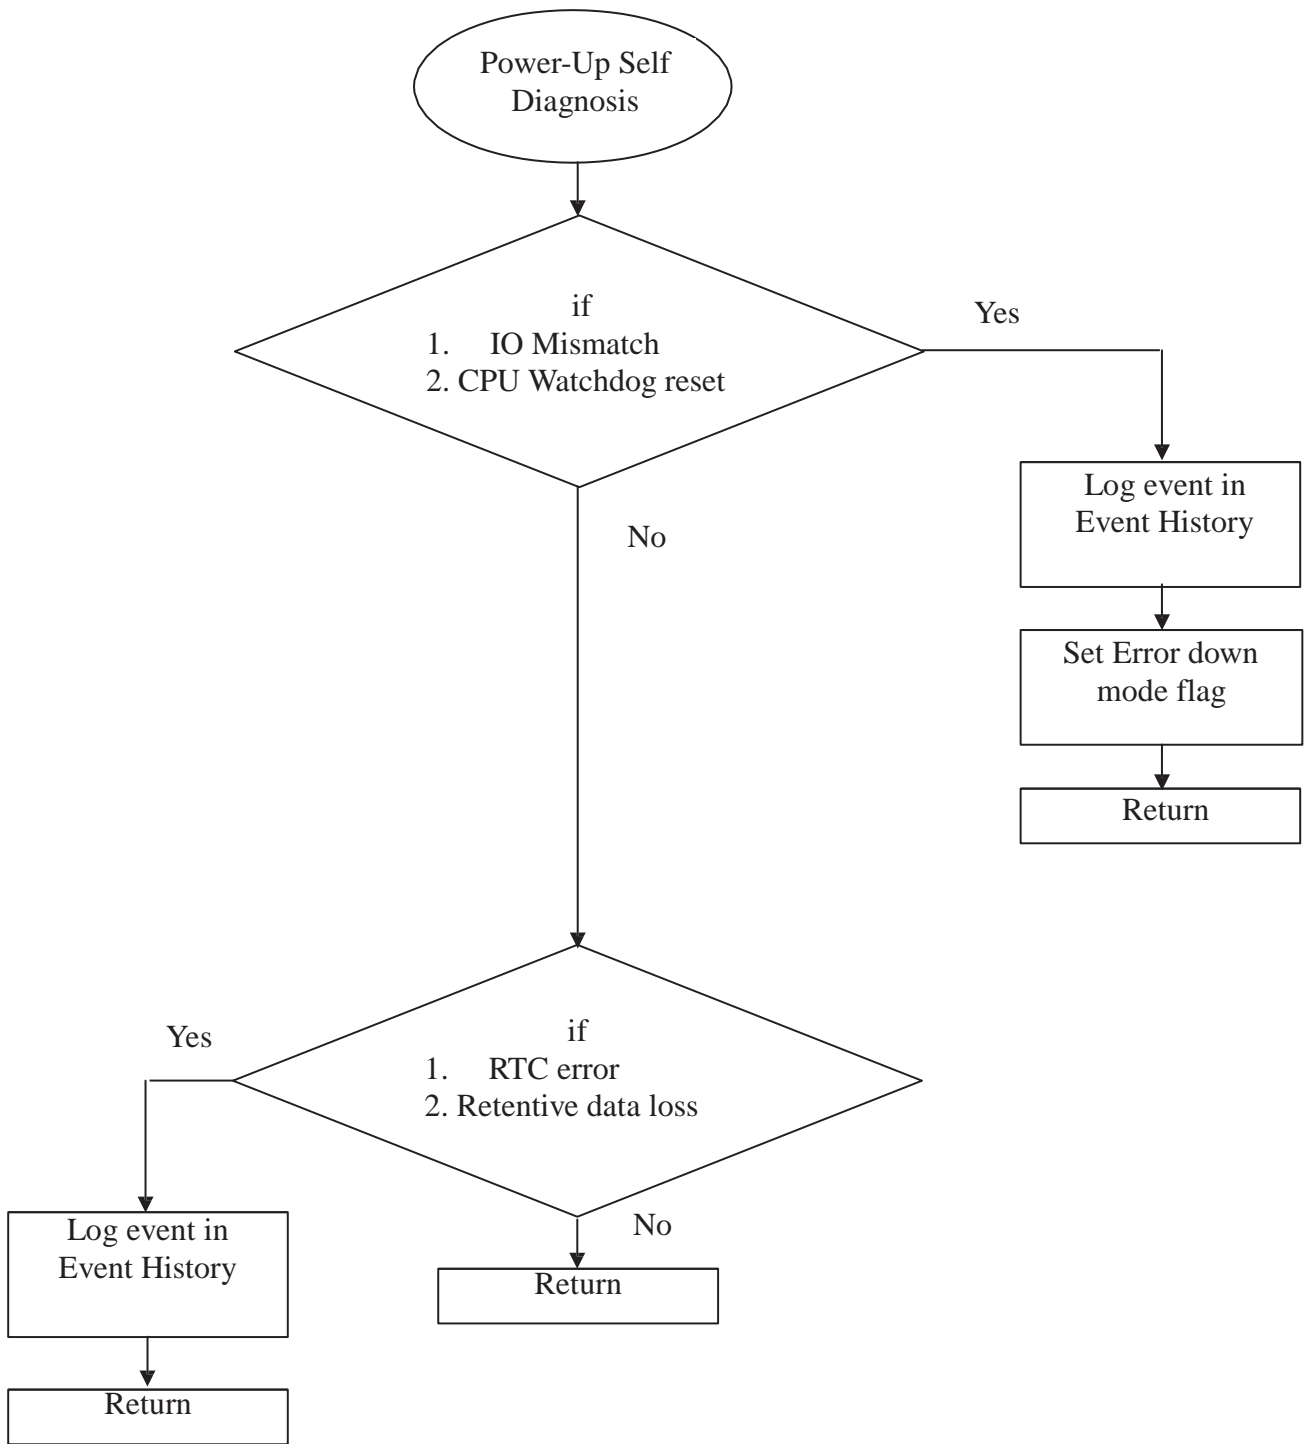 Power-Up Self
Diagnosis
if
1. IO Mismatch
2. CPU Watchdog reset
Yes
Log event in
Event History
Set Error down
mode flag
Return
No
if
1. RTC error
2. Retentive data loss
Yes
Log event in
Event History
Return
No
Return